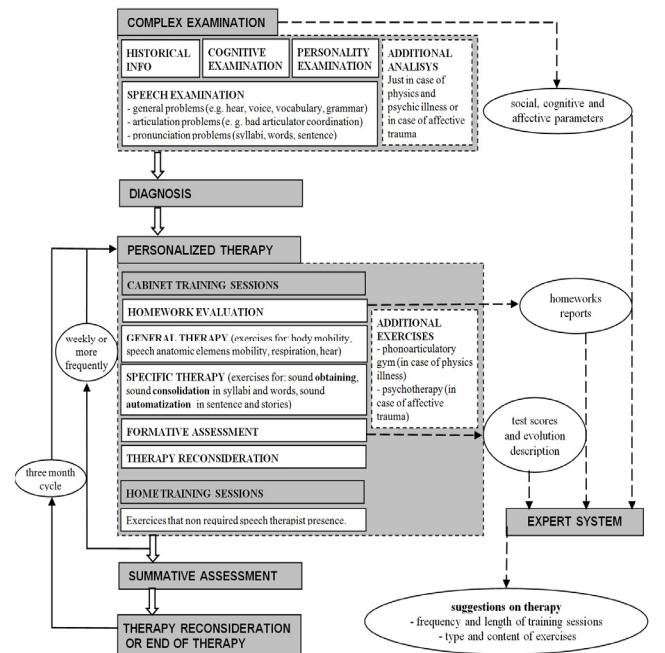 COMPLEX EXAMINATION
HISTORICAL
INFO
COGNITIVE
EXAMINATION
PERSONALITY
EXAMINATION
ADDITIONAL
ANALISYS
Just in case of
physics and
psychic illness or
in case of affective
trauma
SPEECH EXAMINATION
- general problems (e.g. hear, voice, vocabulary, grammar)
- articulation problems (e. g. bad articulator coordination)
- pronunciation problems (syllabi, words, sentence)
social, cognitive and
affective parameters
DIAGNOSIS
PERSONALIZED THERAPY
CABINET TRAINING SESSIONS
HOMEWORK EVALUATION
GENERAL THERAPY (exercises for: body mobility,
speech anatomic elemens mobility, respiration, hear)
SPECIFIC THERAPY (exercises for: sound obtaining,
sound consolidation in syllabi and words, sound
automatization in sentence and stories)
FORMATIVE ASSESSMENT
THERAPY RECONSIDERATION
HOME TRAINING SESSIONS
Exercices that non required speech therapist presence.
ADDITIONAL
EXERCISES
- phonoarticulatory
gym (in case of physics
illness)
- psychotherapy (in
case of affective
trauma)
homeworks
reports
weekly or
more
frequently
test scores
and evolution
description
three month
cycle
EXPERT SYSTEM
SUMMATIVE ASSESSMENT
suggestions on therapy
- frequency and length of training sessions
- type and content of exercises
THERAPY RECONSIDERATION
OR END OF THERAPY